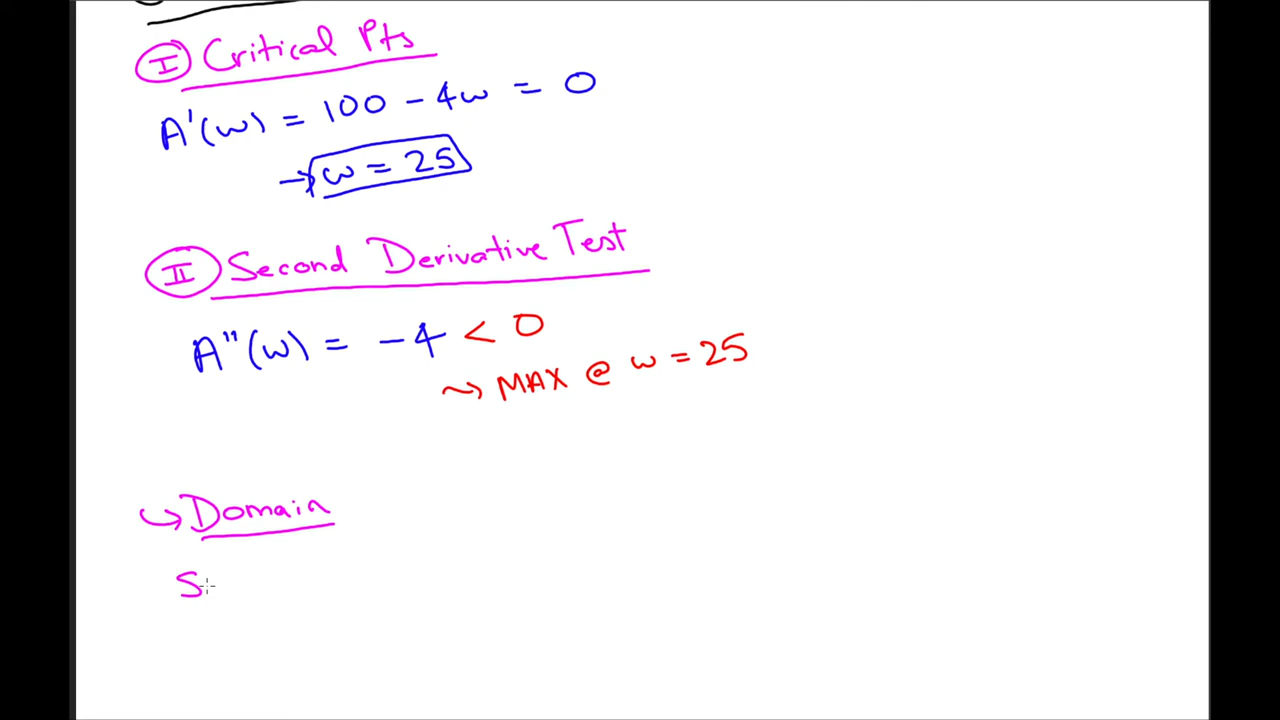 I Critical Pts
A'(w) = 100 - 4w = 0
→ w = 25
II Second Derivative Test
A"(w) = -4 < 0
⤳ MAX @ w = 25
↪ Domain
S